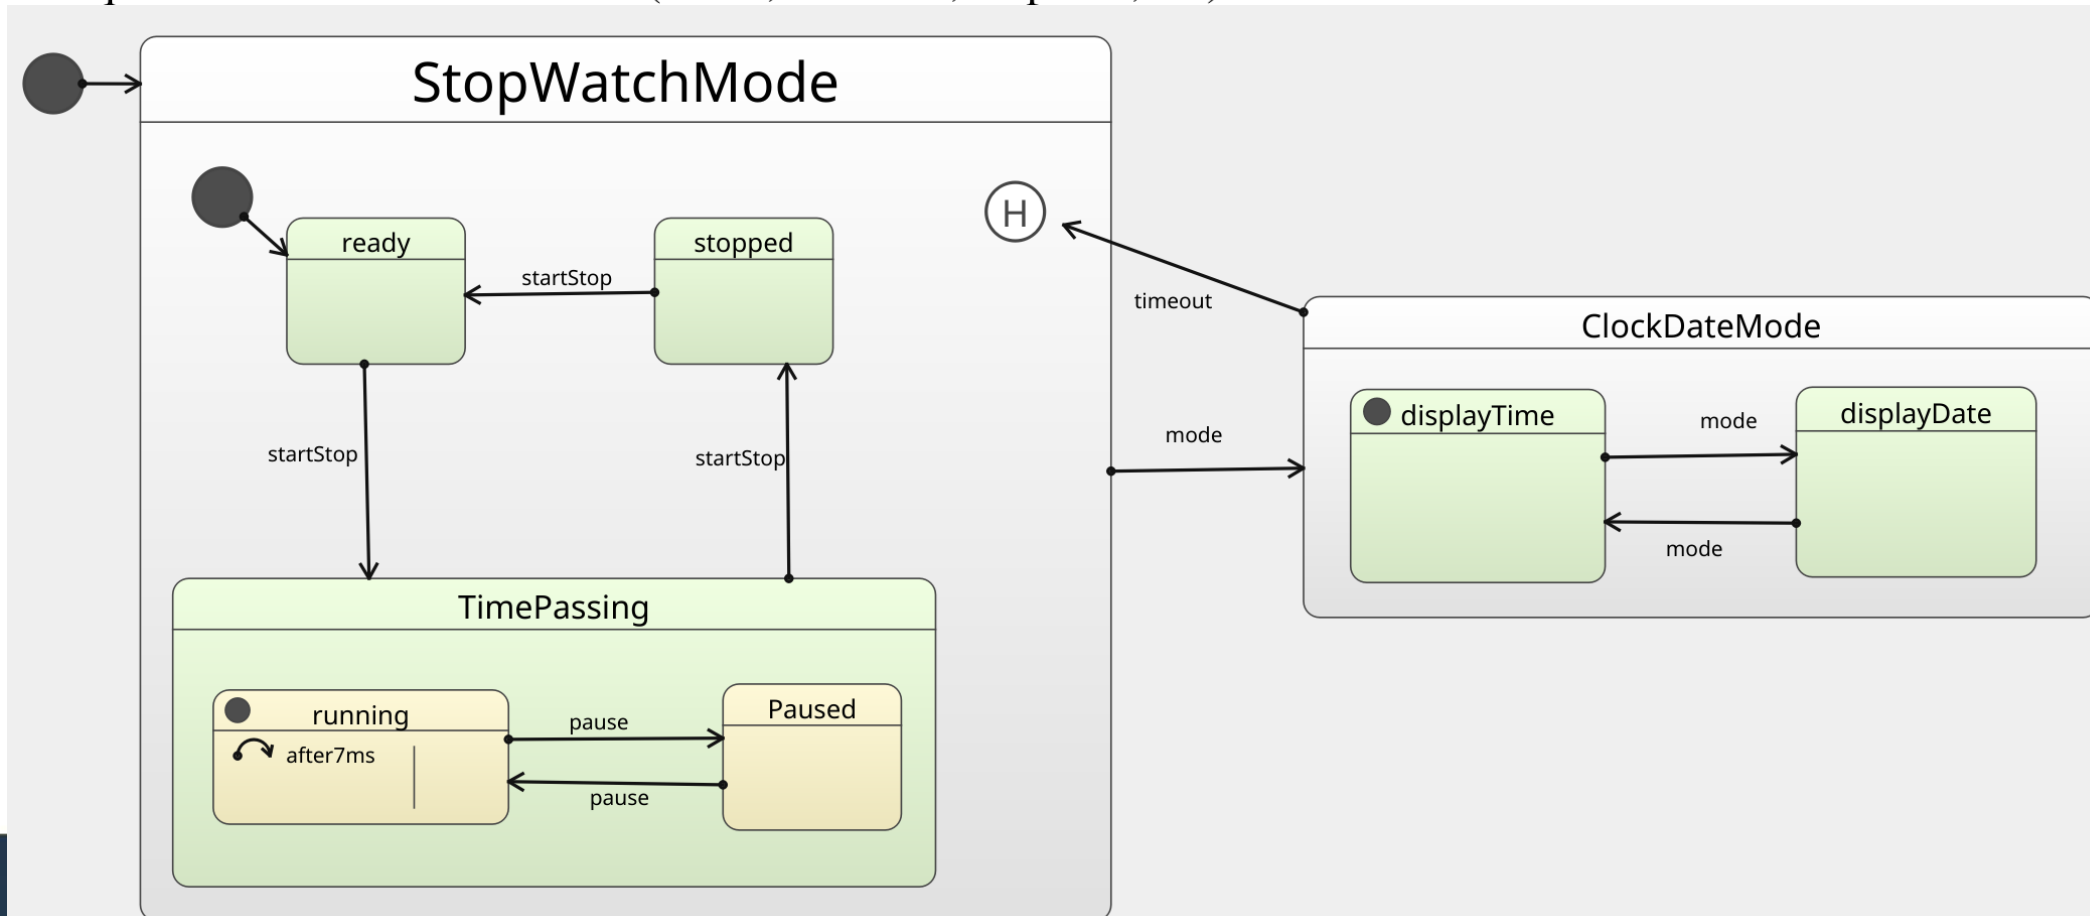 StopWatchMode
H
ready
stopped
startStop
timeout
ClockDateMode
displayTime
displayDate
mode
mode
mode
startStop
startStop
TimePassing
running
Paused
pause
after7ms
pause